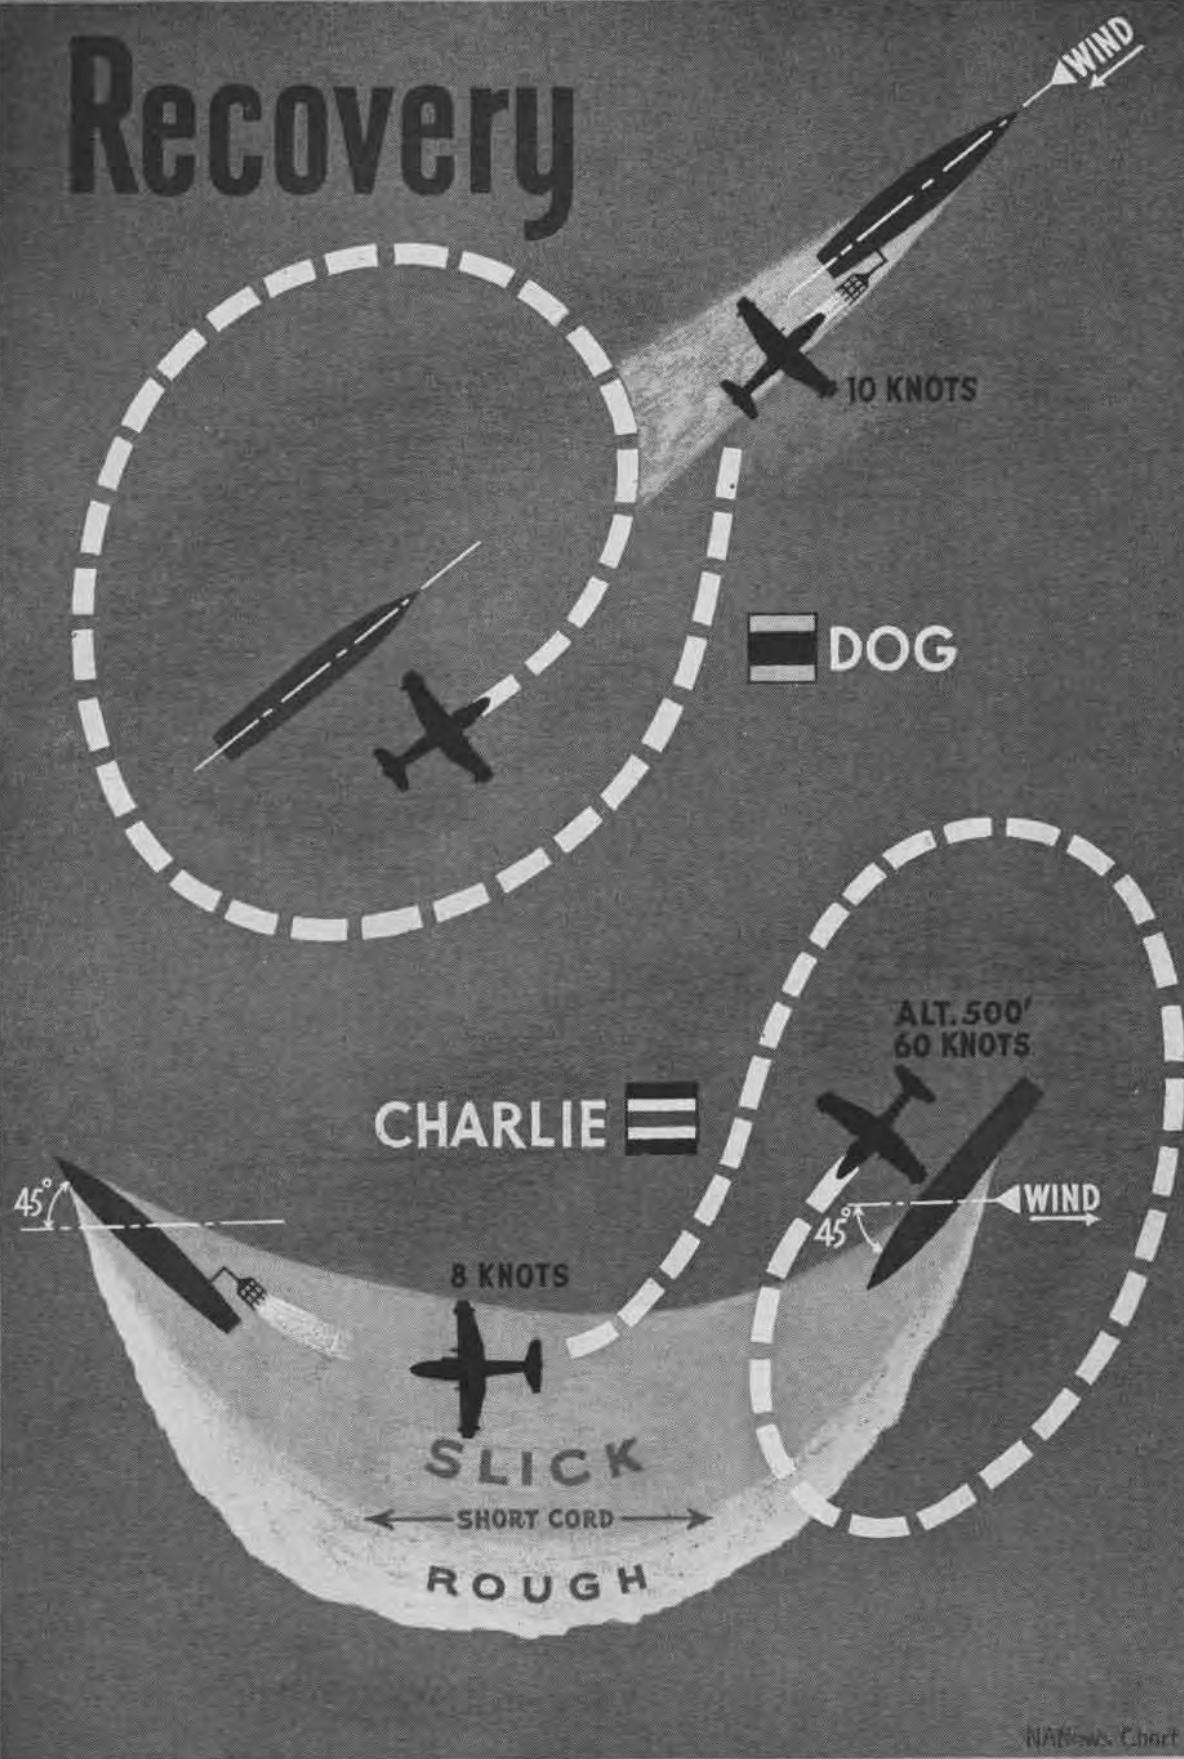 Recovery
WIND
10 KNOTS
DOG
ALT. 500'
60 KNOTS
CHARLIE
45°
WIND
45°
8 KNOTS
SLICK
SHORT CORD
ROUGH
NANews Chart